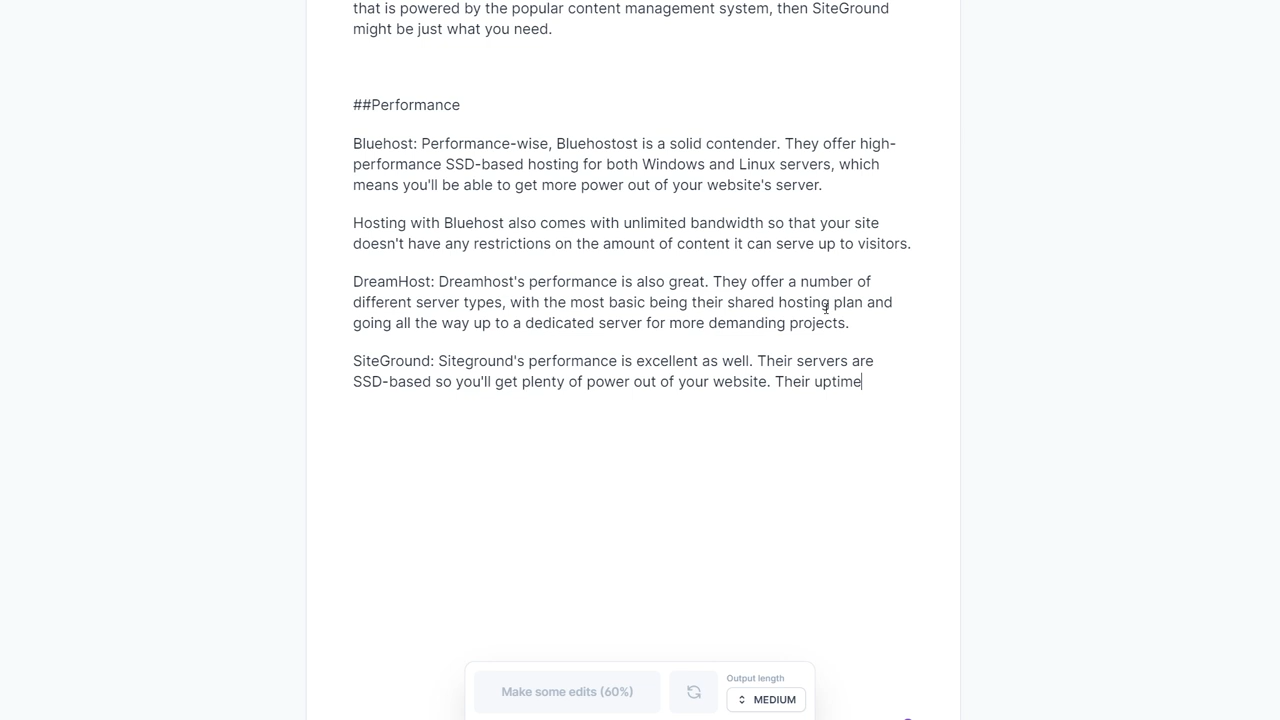 that is powered by the popular content management system, then SiteGround
might be just what you need.
##Performance
Bluehost: Performance-wise, Bluehostost is a solid contender. They offer high-
performance SSD-based hosting for both Windows and Linux servers, which
means you'll be able to get more power out of your website's server.
Hosting with Bluehost also comes with unlimited bandwidth so that your site
doesn't have any restrictions on the amount of content it can serve up to visitors.
DreamHost: Dreamhost's performance is also great. They offer a number of
different server types, with the most basic being their shared hosting plan and
going all the way up to a dedicated server for more demanding projects.
SiteGround: Siteground's performance is excellent as well. Their servers are
SSD-based so you'll get plenty of power out of your website. Their uptime
Make some edits (60%)
Output length
MEDIUM